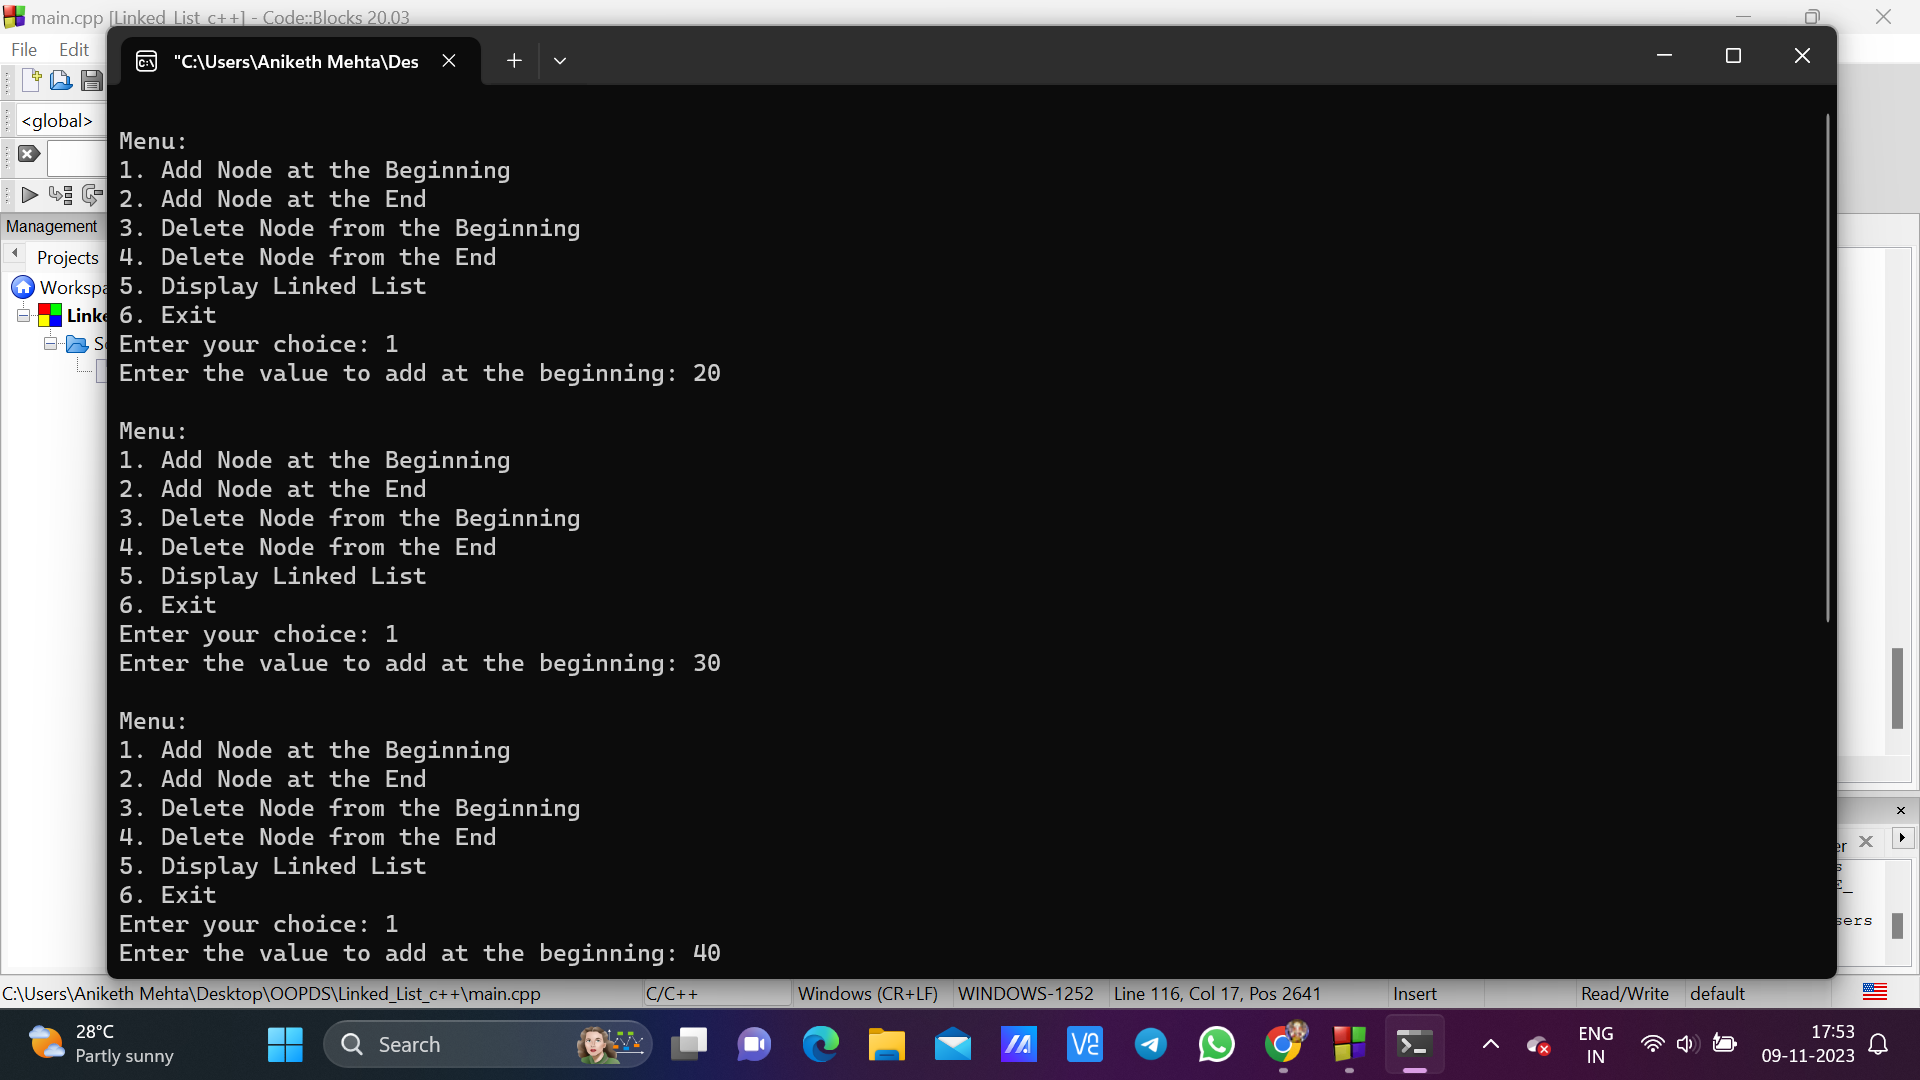 main.cpp [Linked_List_c++] - Code::Blocks 20.03
File Edit
"C:\Users\Aniketh Mehta\Des
<global>
Management
Projects
Menu:
1. Add Node at the Beginning
2. Add Node at the End
3. Delete Node from the Beginning
4. Delete Node from the End
5. Display Linked List
6. Exit
Enter your choice: 1
Enter the value to add at the beginning: 20
Menu:
1. Add Node at the Beginning
2. Add Node at the End
3. Delete Node from the Beginning
4. Delete Node from the End
5. Display Linked List
6. Exit
Enter your choice: 1
Enter the value to add at the beginning: 30
Menu:
1. Add Node at the Beginning
2. Add Node at the End
3. Delete Node from the Beginning
4. Delete Node from the End
5. Display Linked List
6. Exit
Enter your choice: 1
Enter the value to add at the beginning: 40
C:\Users\Aniketh Mehta\Desktop\OOPDS\Linked_List_c++\main.cpp C/C++ Windows (CR+LF) WINDOWS-1252 Line 116, Col 17, Pos 2641 Insert Read/Write default
28°C
Partly sunny
Search
ENG
IN
17:53
09-11-2023